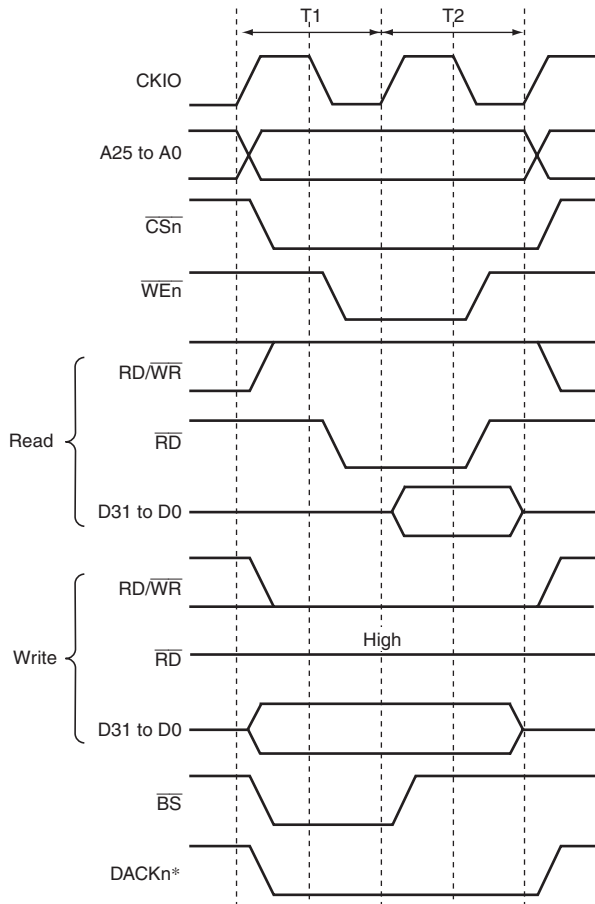 T1 T2
CKIO
A25 to A0
CSn
WEn
RD/WR
Read
RD
D31 to D0
RD/WR
High
Write
RD
D31 to D0
BS
DACKn*